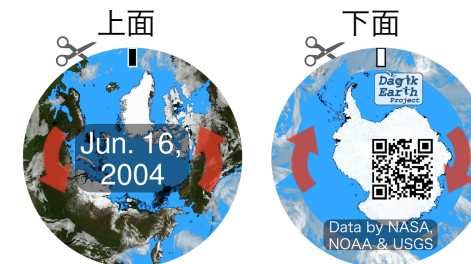 上面
下面
Jun. 16,
2004
Dagik
Earth
Project
Data by NASA,
NOAA & USGS